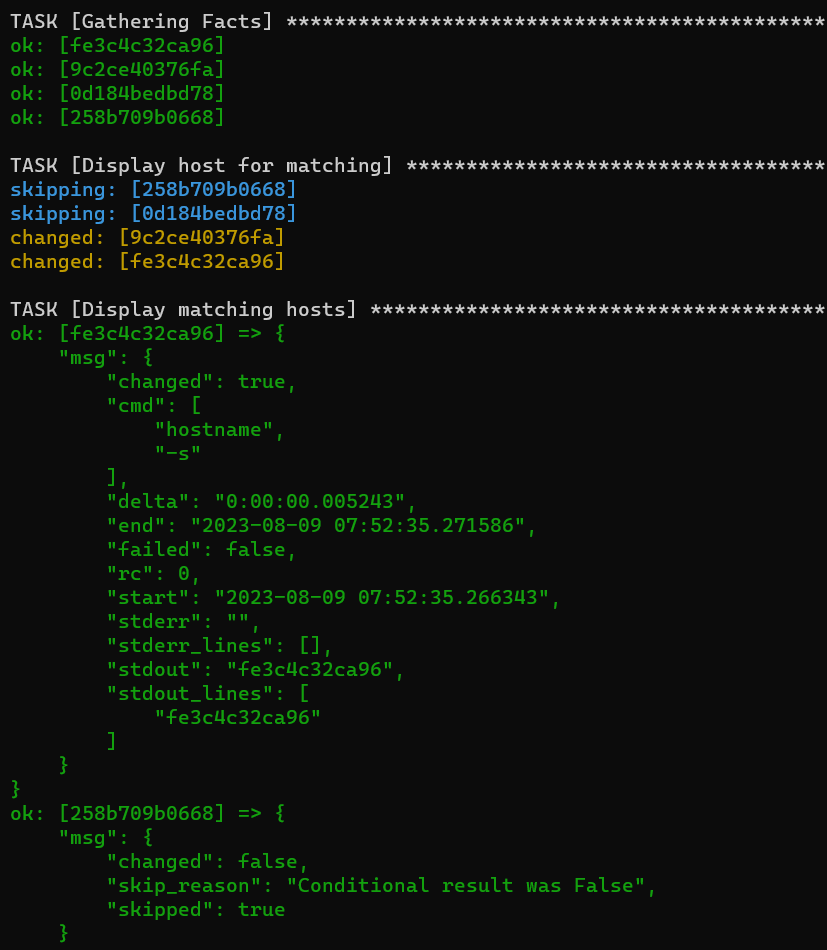 TASK [Gathering Facts] *********************************************
ok: [fe3c4c32ca96]
ok: [9c2ce40376fa]
ok: [0d184bedbd78]
ok: [258b709b0668]

TASK [Display host for matching] ***********************************
skipping: [258b709b0668]
skipping: [0d184bedbd78]
changed: [9c2ce40376fa]
changed: [fe3c4c32ca96]

TASK [Display matching hosts] **************************************
ok: [fe3c4c32ca96] => {
    "msg": {
        "changed": true,
        "cmd": [
            "hostname",
            "-s"
        ],
        "delta": "0:00:00.005243",
        "end": "2023-08-09 07:52:35.271586",
        "failed": false,
        "rc": 0,
        "start": "2023-08-09 07:52:35.266343",
        "stderr": "",
        "stderr_lines": [],
        "stdout": "fe3c4c32ca96",
        "stdout_lines": [
            "fe3c4c32ca96"
        ]
    }
}
ok: [258b709b0668] => {
    "msg": {
        "changed": false,
        "skip_reason": "Conditional result was False",
        "skipped": true
    }